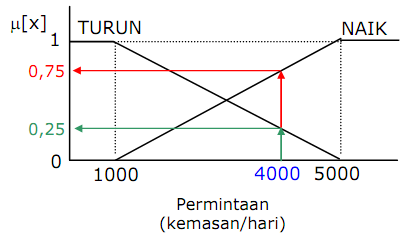 μ[x]
TURUN
NAIK
1
0,75
0,25
0
1000
4000
5000
Permintaan
(kemasan/hari)